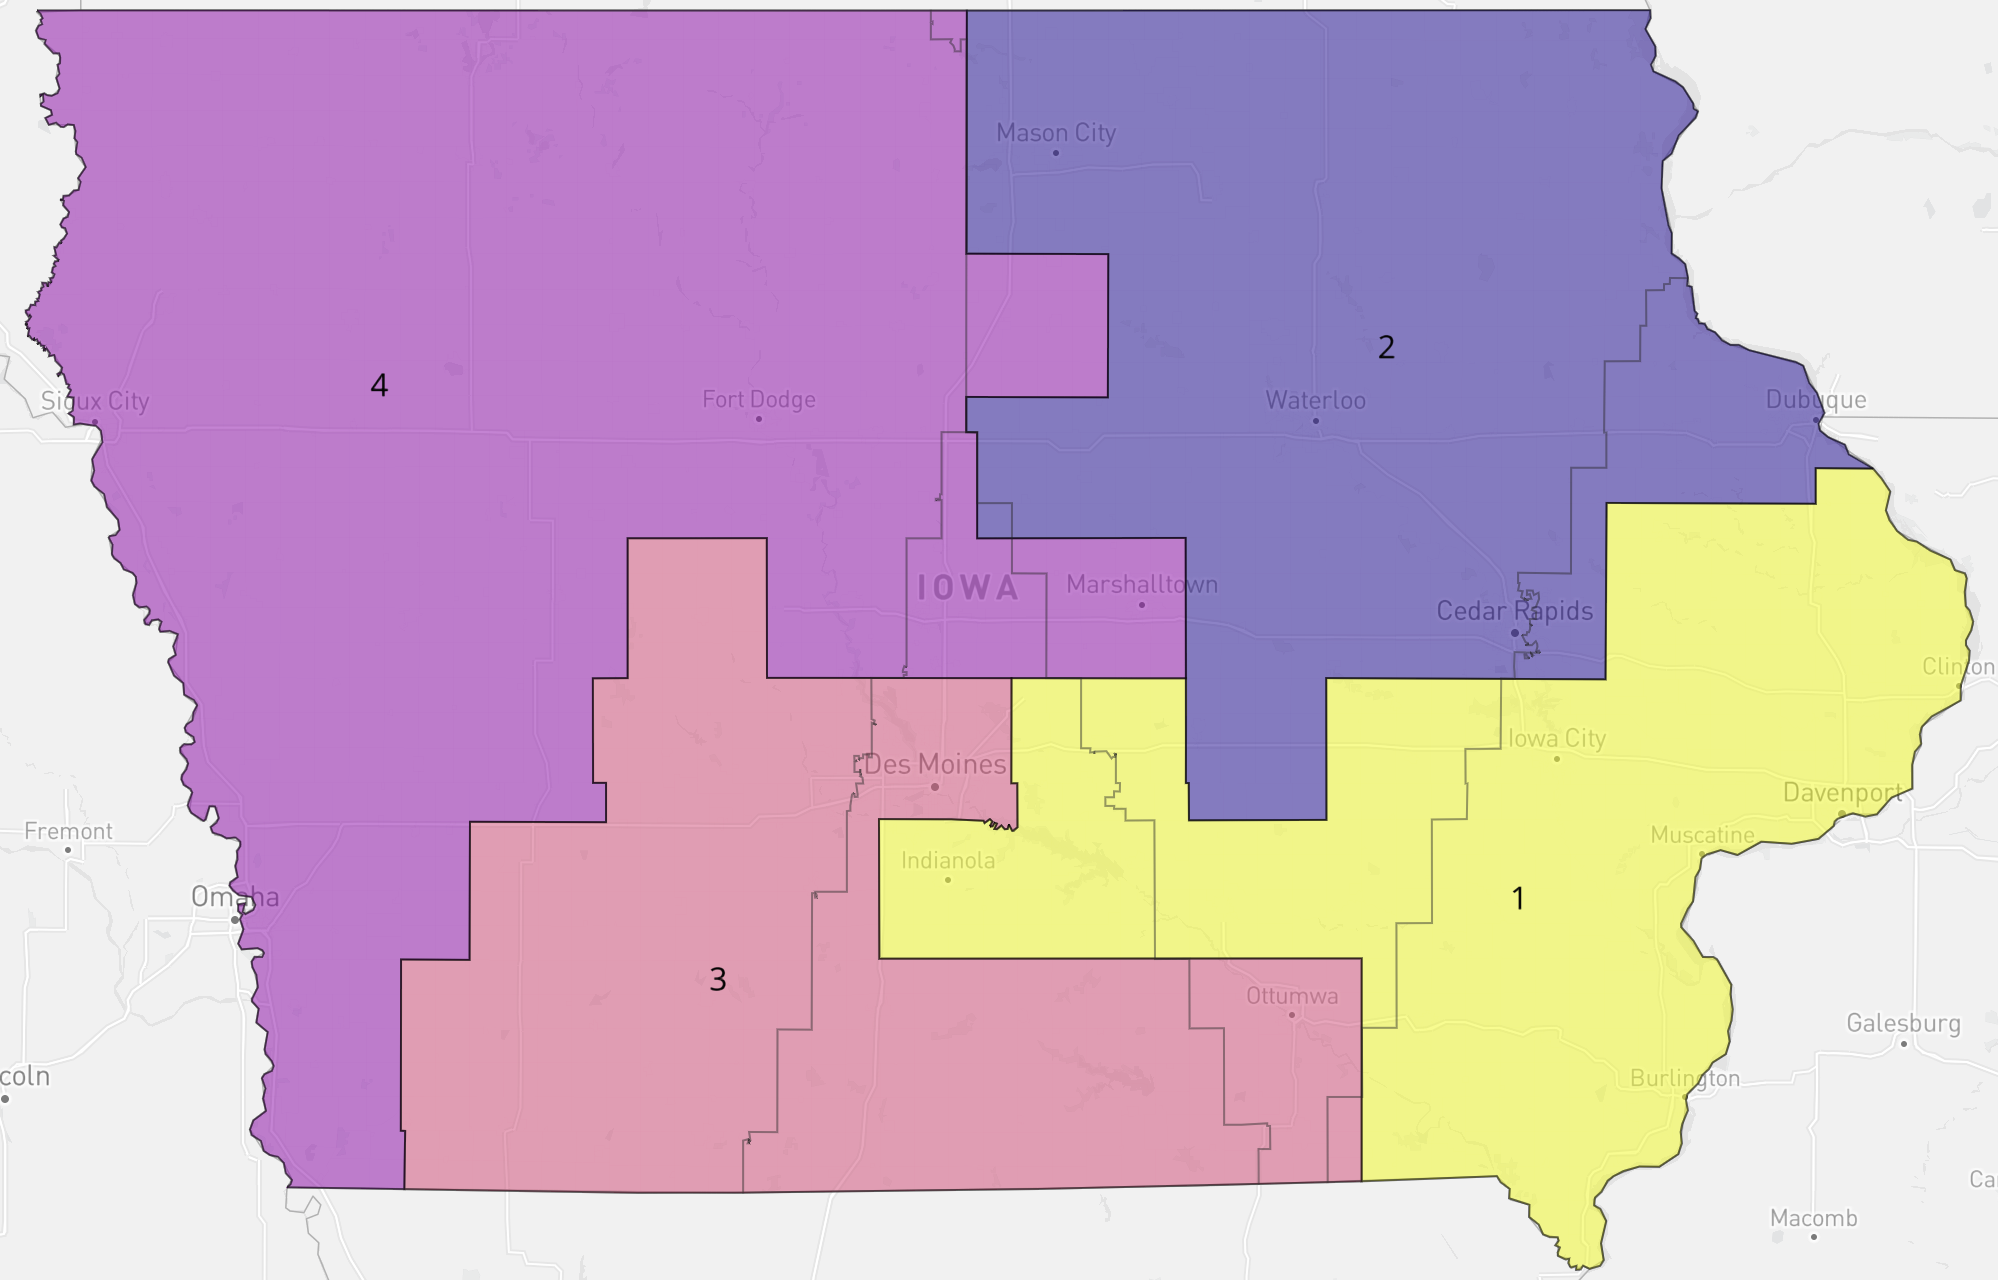 Mason City
2
4
Sioux City
Fort Dodge
Waterloo
Dubuque
IOWA
Marshalltown
Cedar Rapids
Clinton
Iowa City
Des Moines
Davenport
Fremont
Muscatine
Indianola
Omaha
1
3
Ottumwa
Galesburg
coln
Burlington
Ca
Macomb